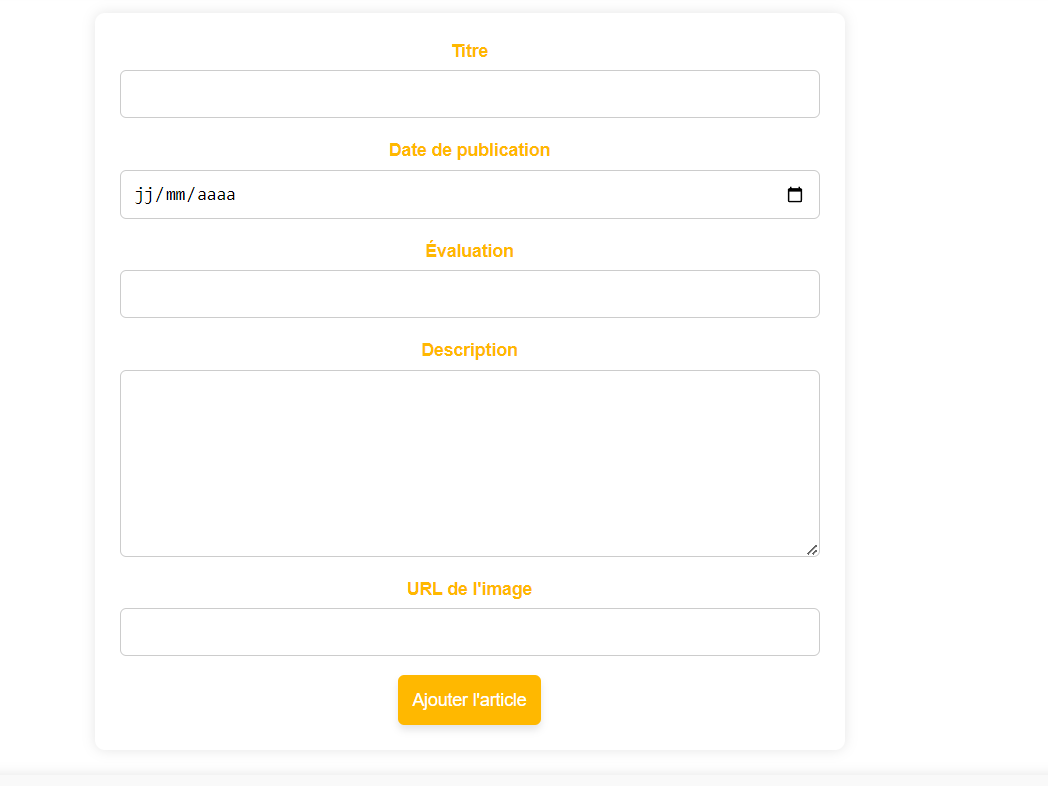 Titre
Date de publication
jj/mm/aaaa
Évaluation
Description
URL de l'image
Ajouter l'article